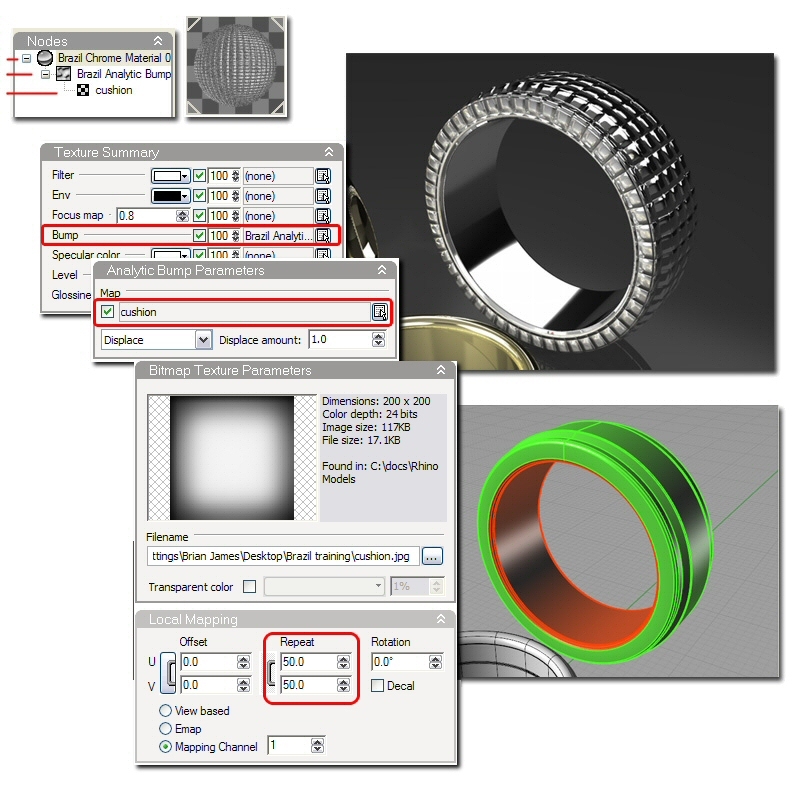 Nodes
Brazil Chrome Material 0
Brazil Analytic Bump
cushion
Texture Summary
Filter 100 (none)
Env 100 (none)
Focus map 0.8 100 (none)
Bump 100 Brazil Analyti...
Specular color 100 (none)
Level
Glossine
Analytic Bump Parameters
Map
cushion
Displace Displace amount: 1.0
Bitmap Texture Parameters
Dimensions: 200 x 200
Color depth: 24 bits
Image size: 117KB
File size: 17.1KB
Found in: C:\docs\Rhino
Models
Filename
ttings\Brian James\Desktop\Brazil training\cushion.jpg ...
Transparent color 1%
Local Mapping
Offset Repeat Rotation
U 0.0 50.0 0.0°
V 0.0 50.0 Decal
View based
Emap
Mapping Channel 1